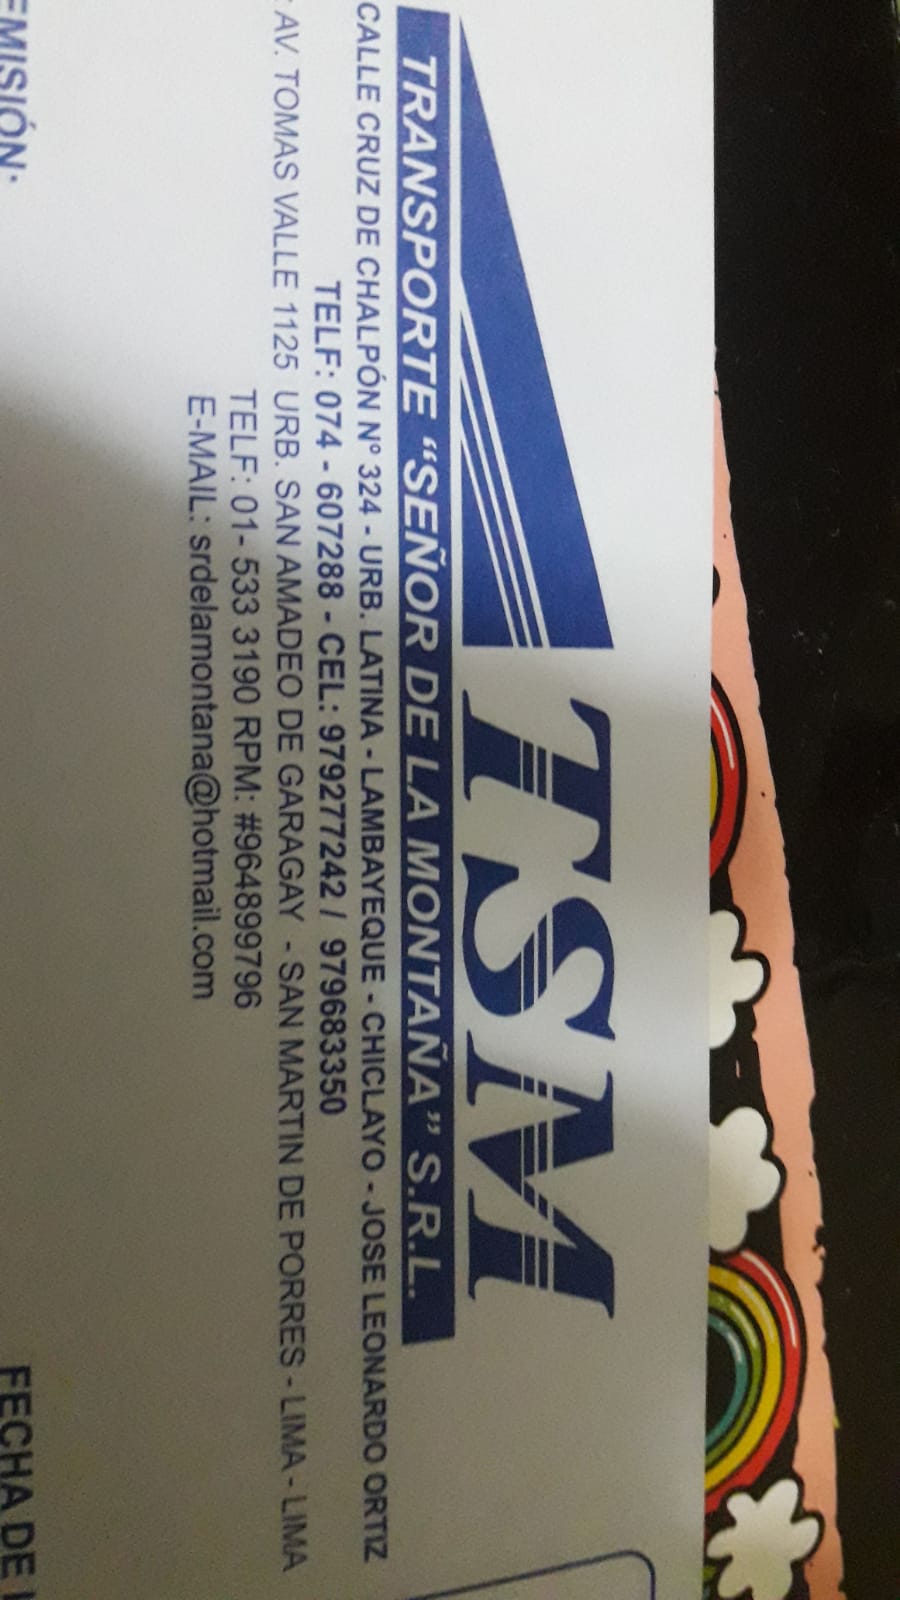 TSM
TRANSPORTE “SEÑOR DE LA MONTAÑA” S.R.L.
CALLE CRUZ DE CHALPÓN Nº 324 - URB. LATINA - LAMBAYEQUE - CHICLAYO - JOSE LEONARDO ORTIZ
TELF: 074 - 607288 - CEL: 979277242 / 979683350
: AV. TOMAS VALLE 1125 URB. SAN AMADEO DE GARAGAY - SAN MARTIN DE PORRES - LIMA - LIMA
TELF: 01- 533 3190 RPM: #964899796
E-MAIL: srdelamontana@hotmail.com
EMISIÓN:
FECHA DE